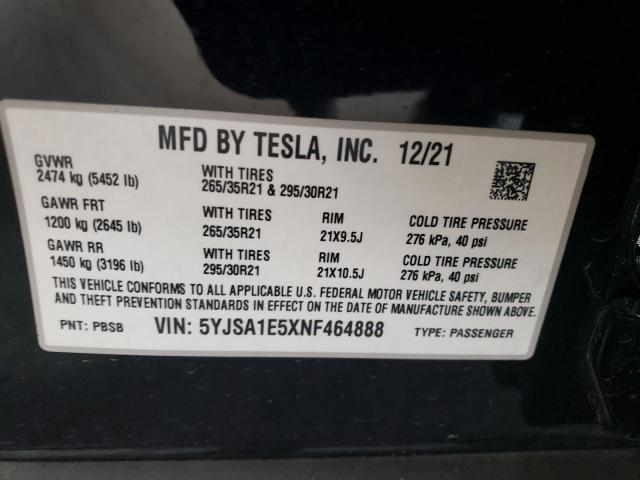 MFD BY TESLA, INC. 12/21
GVWR
2474 kg (5452 lb)
WITH TIRES
265/35R21 & 295/30R21
GAWR FRT
1200 kg (2645 lb)
WITH TIRES
265/35R21
RIM
21X9.5J
COLD TIRE PRESSURE
276 kPa, 40 psi
GAWR RR
1450 kg (3196 lb)
WITH TIRES
295/30R21
RIM
21X10.5J
COLD TIRE PRESSURE
276 kPa, 40 psi
THIS VEHICLE CONFORMS TO ALL APPLICABLE U.S. FEDERAL MOTOR VEHICLE SAFETY, BUMPER
AND THEFT PREVENTION STANDARDS IN EFFECT ON THE DATE OF MANUFACTURE SHOWN ABOVE.
PNT: PBSB VIN: 5YJSA1E5XNF464888 TYPE: PASSENGER